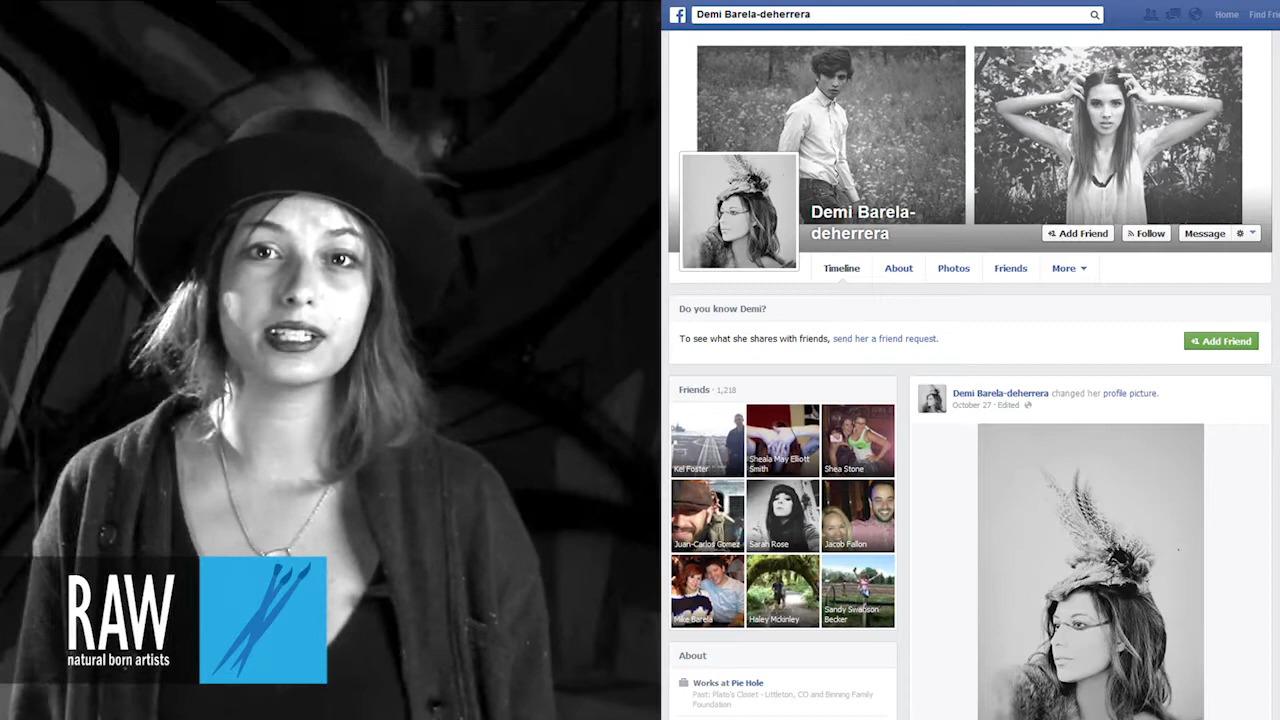 RAW
natural born artists
Demi Barela-deherrera
Home
Find Frie
Demi Barela-
deherrera
Add Friend
Follow
Message
Timeline
About
Photos
Friends
More
Do you know Demi?
To see what she shares with friends, send her a friend request.
Add Friend
Friends · 1,218
Kel Foster
Sheala May Elliott
Smith
Shea Stone
Juan-Carlos Gomez
Sarah Rose
Jacob Fallon
Mike Barela
Haley Mckinley
Sandy Swanson
Becker
About
Works at Pie Hole
Past: Plato's Closet - Littleton, CO and Binning Family
Foundation
Demi Barela-deherrera changed her profile picture.
October 27 · Edited